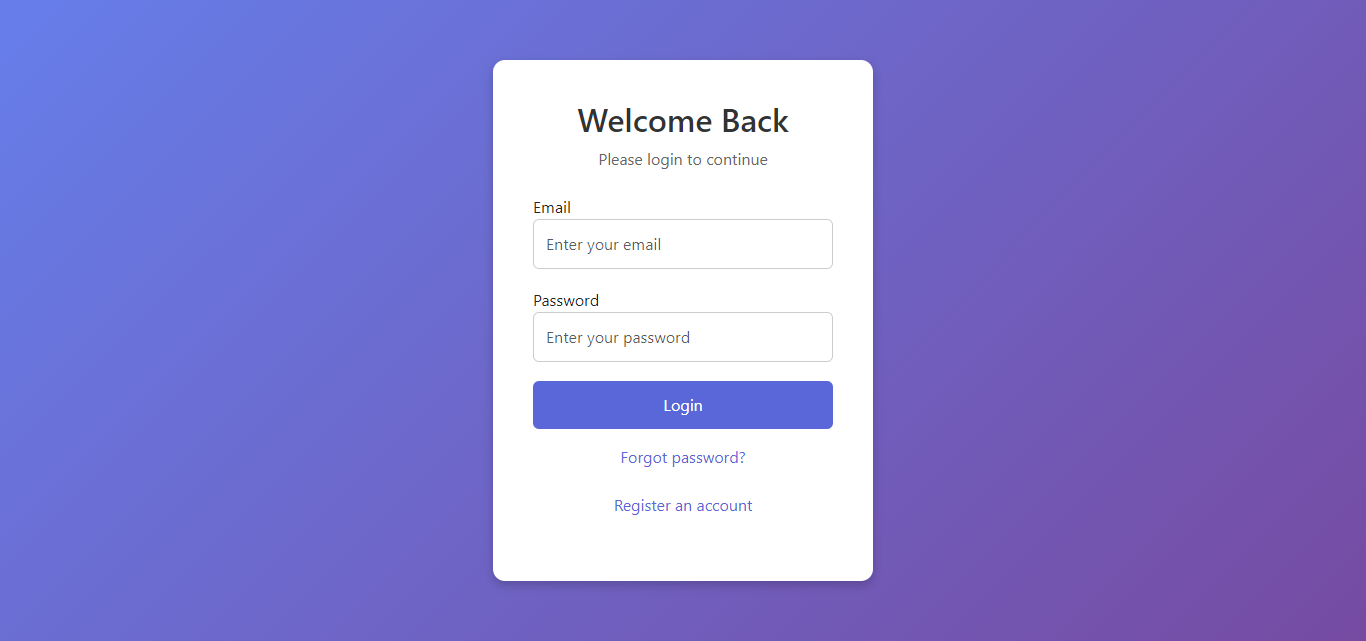 Welcome Back
Please login to continue
Email
Enter your email
Password
Enter your password
Login
Forgot password?
Register an account